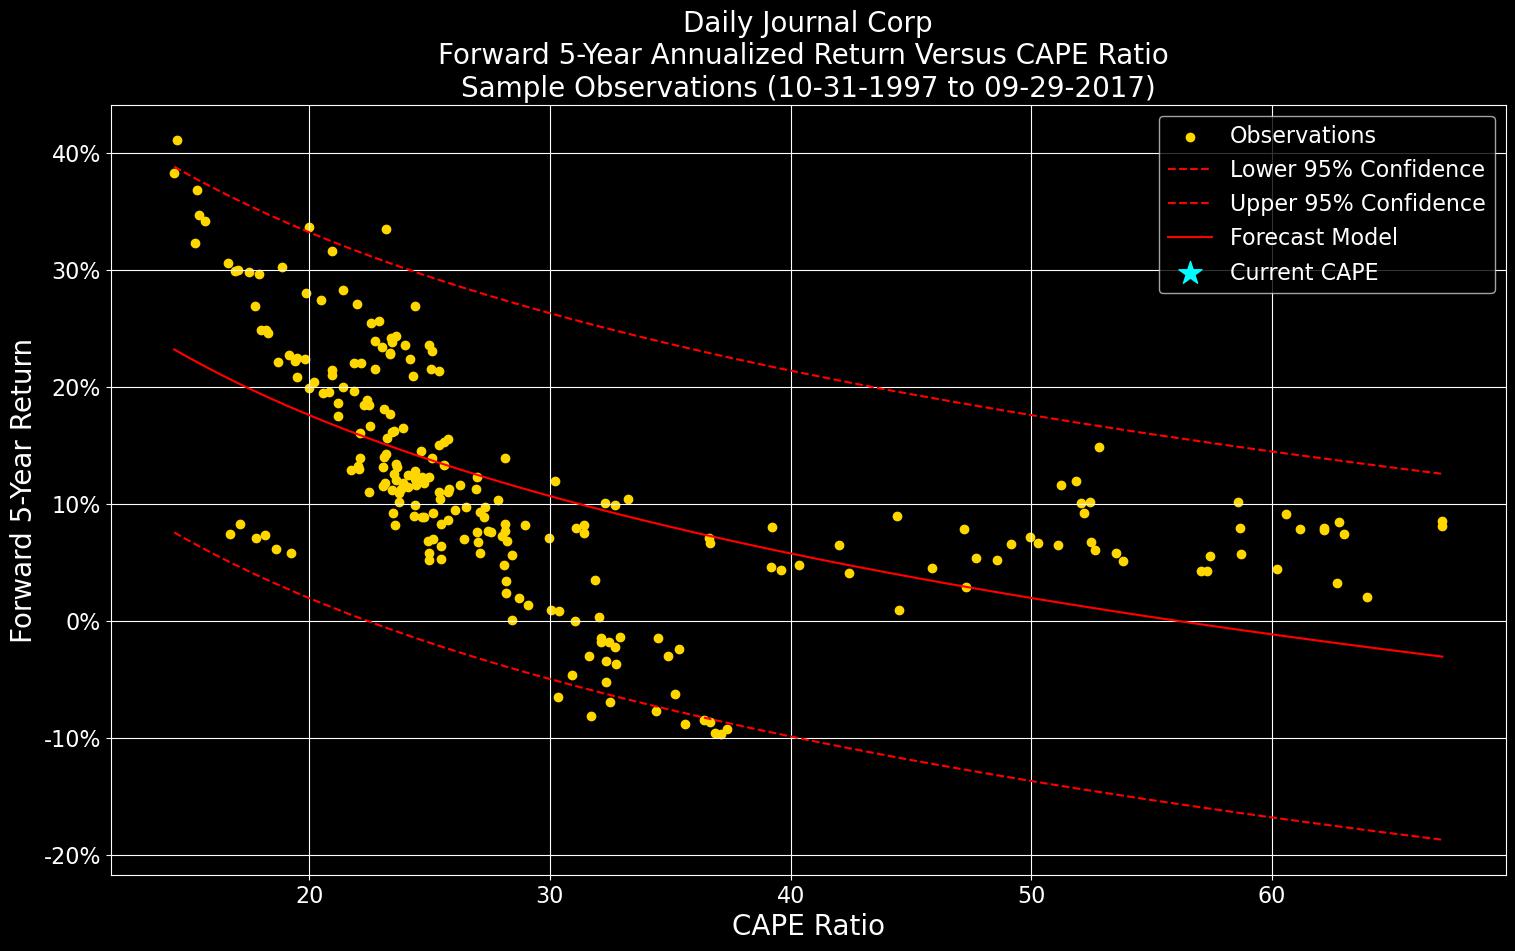 Daily Journal Corp
Forward 5-Year Annualized Return Versus CAPE Ratio
Sample Observations (10-31-1997 to 09-29-2017)
Observations
Lower 95% Confidence
Upper 95% Confidence
Forecast Model
Current CAPE
Forward 5-Year Return
40%
30%
20%
10%
0%
-10%
-20%
20
30
40
50
60
CAPE Ratio